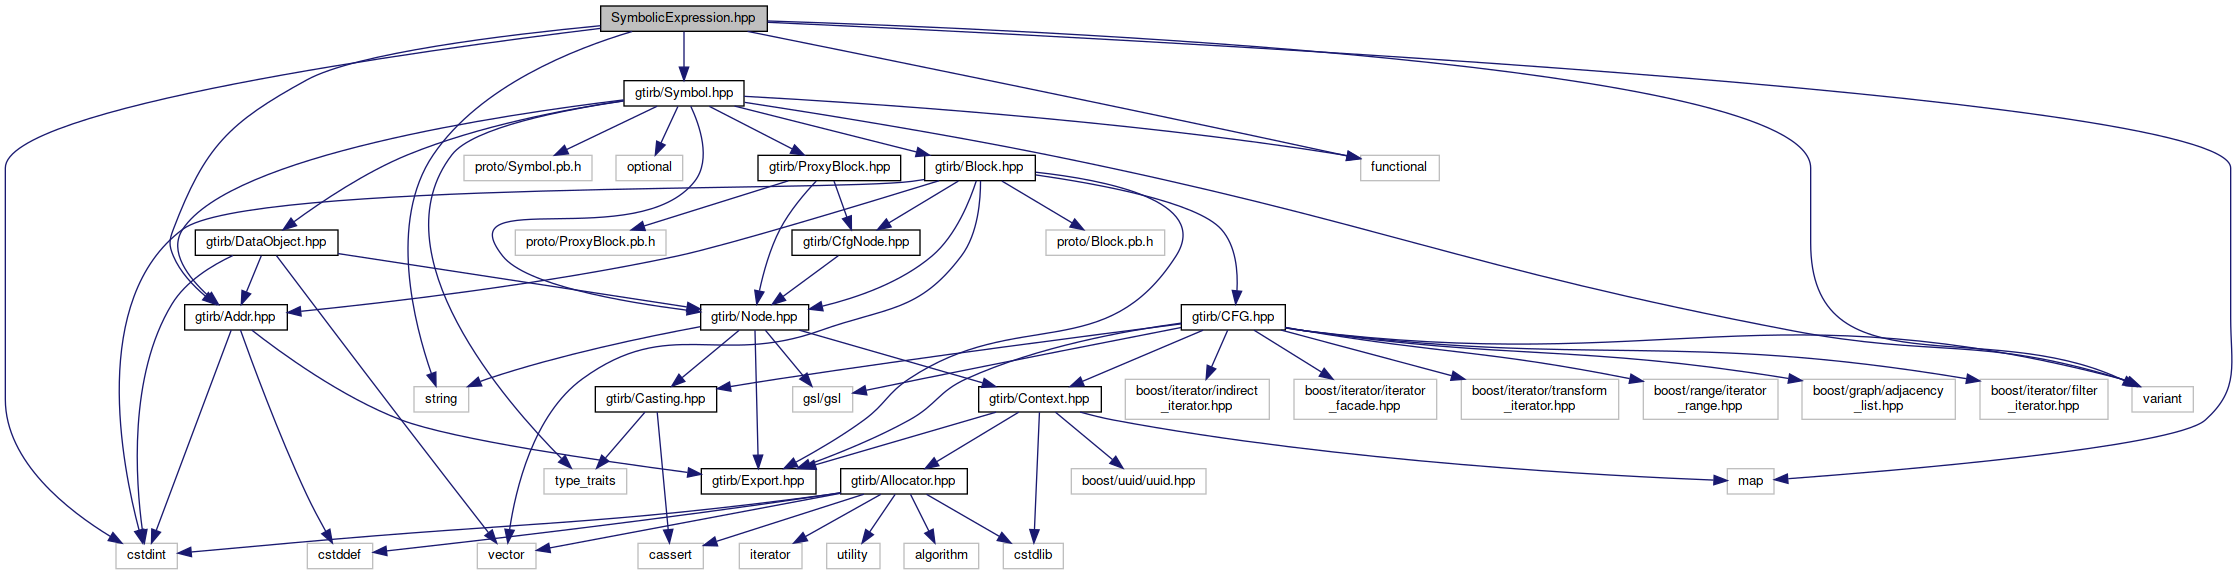 SymbolicExpression.hpp
gtirb/Symbol.hpp
proto/Symbol.pb.h
optional
gtirb/ProxyBlock.hpp
gtirb/Block.hpp
functional
gtirb/DataObject.hpp
proto/ProxyBlock.pb.h
gtirb/CfgNode.hpp
proto/Block.pb.h
gtirb/Addr.hpp
gtirb/Node.hpp
gtirb/CFG.hpp
string
gtirb/Casting.hpp
gsl/gsl
gtirb/Context.hpp
boost/iterator/indirect
_iterator.hpp
boost/iterator/iterator
_facade.hpp
boost/iterator/transform
_iterator.hpp
boost/range/iterator
_range.hpp
boost/graph/adjacency
_list.hpp
boost/iterator/filter
_iterator.hpp
variant
type_traits
gtirb/Export.hpp
gtirb/Allocator.hpp
boost/uuid/uuid.hpp
map
cstdint
cstddef
vector
cassert
iterator
utility
algorithm
cstdlib